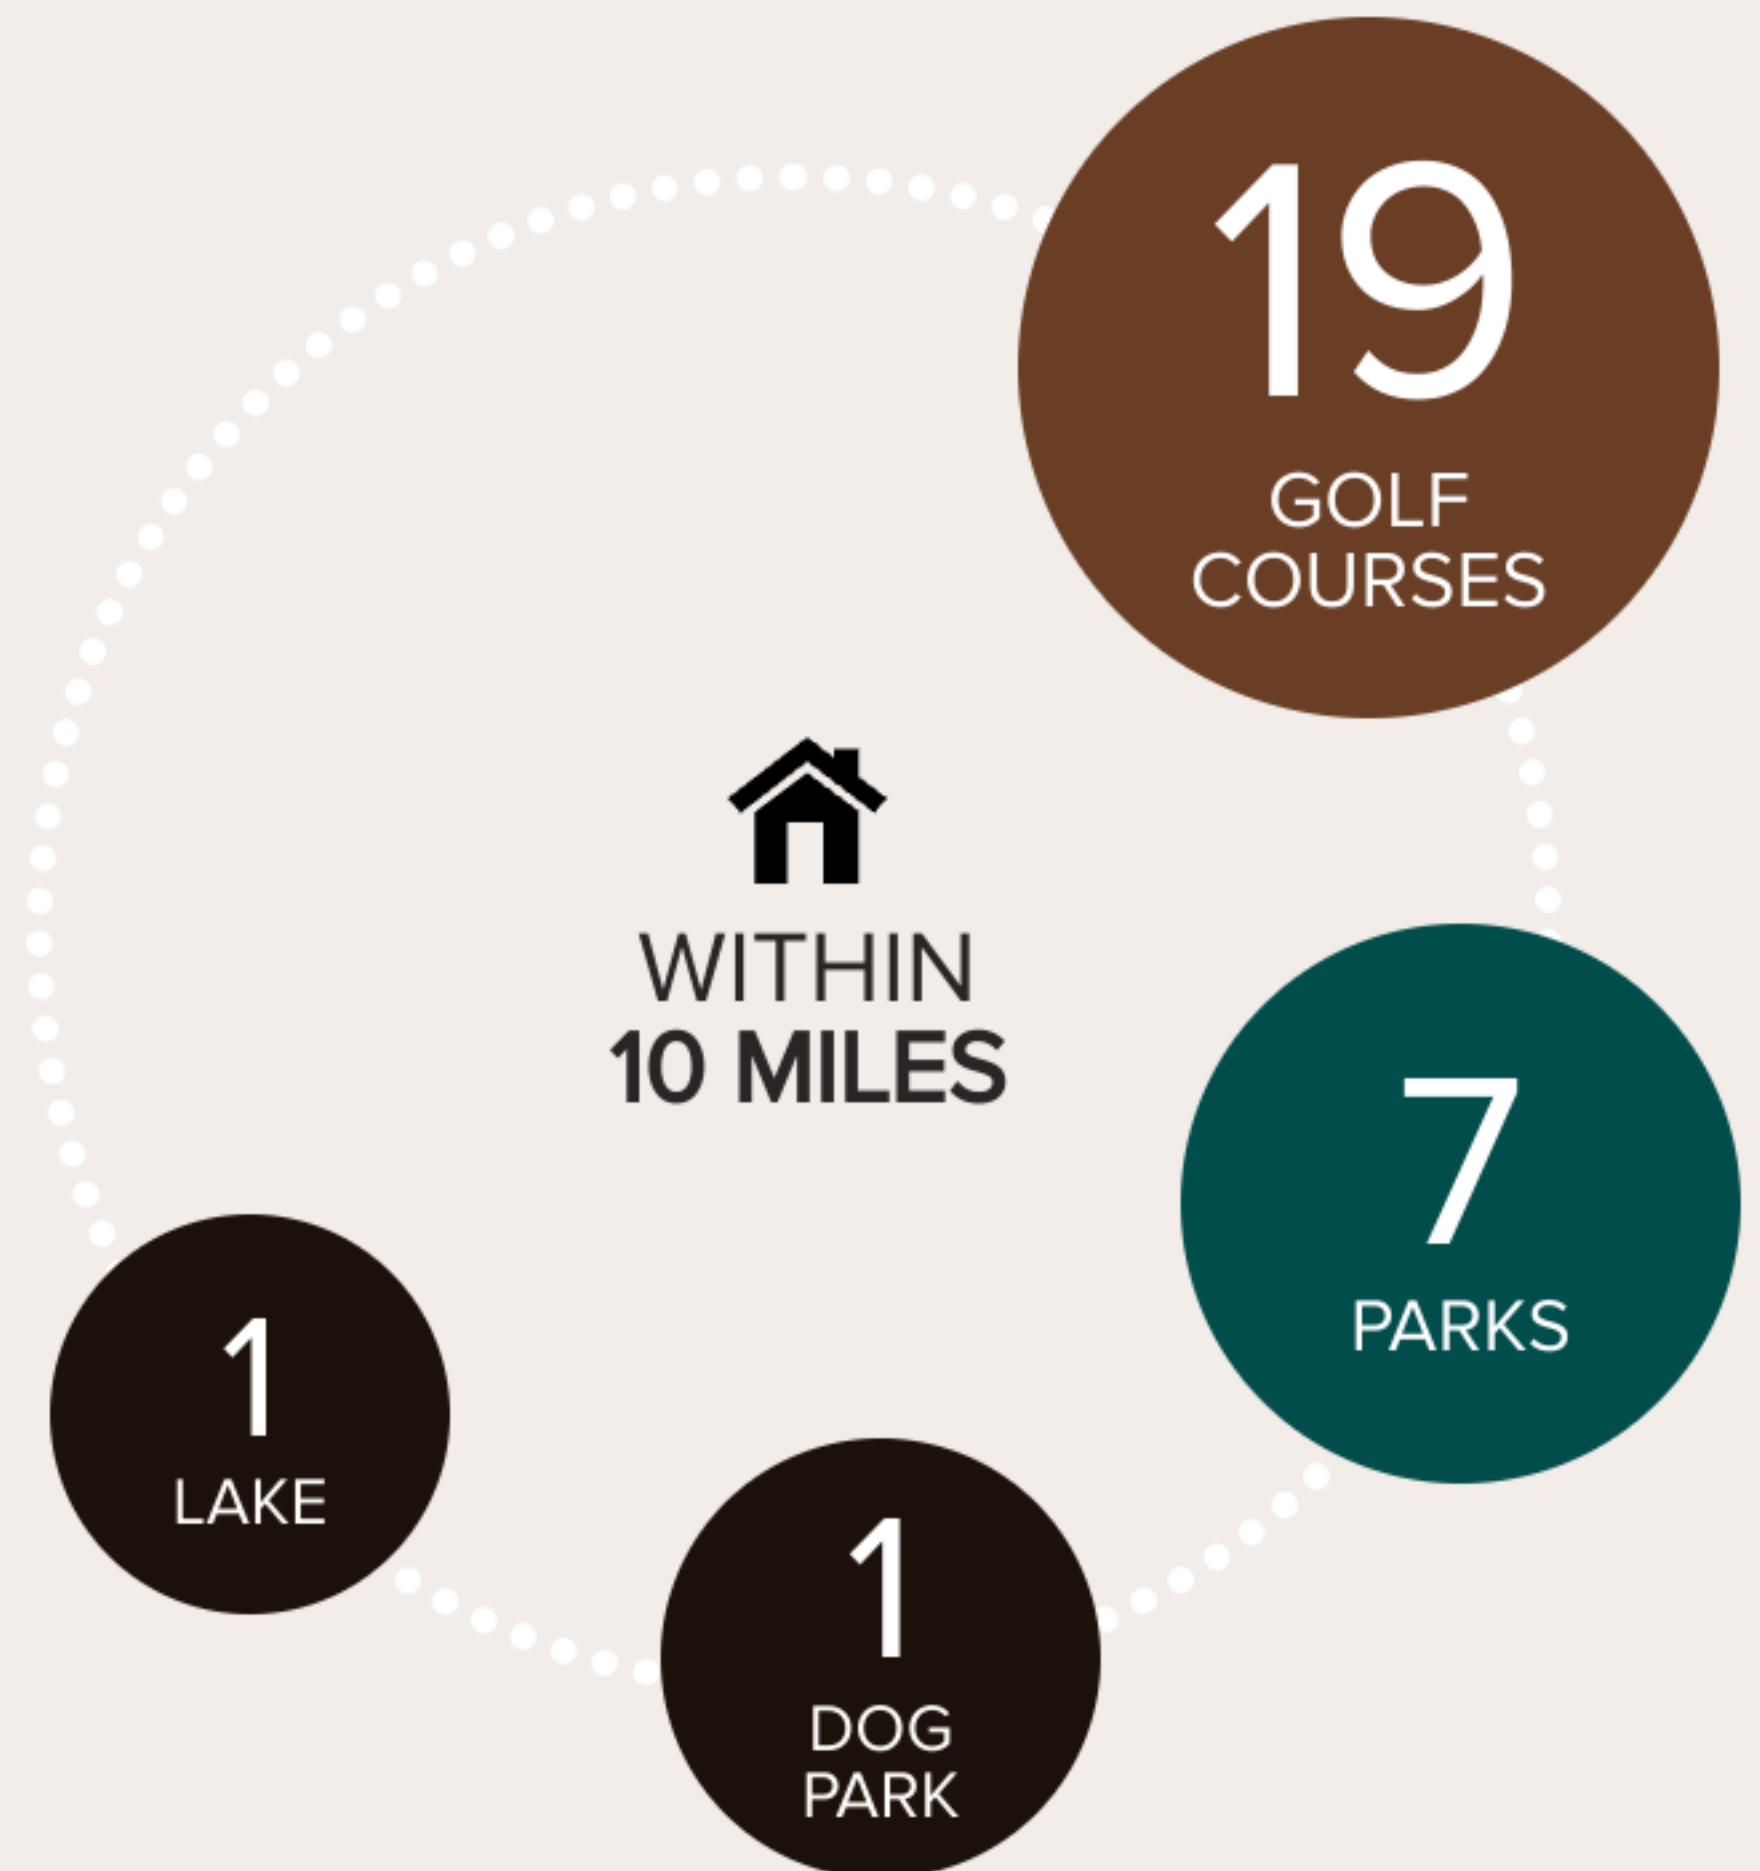 19
GOLF
COURSES
WITHIN
10 MILES
7
PARKS
1
LAKE
1
DOG
PARK